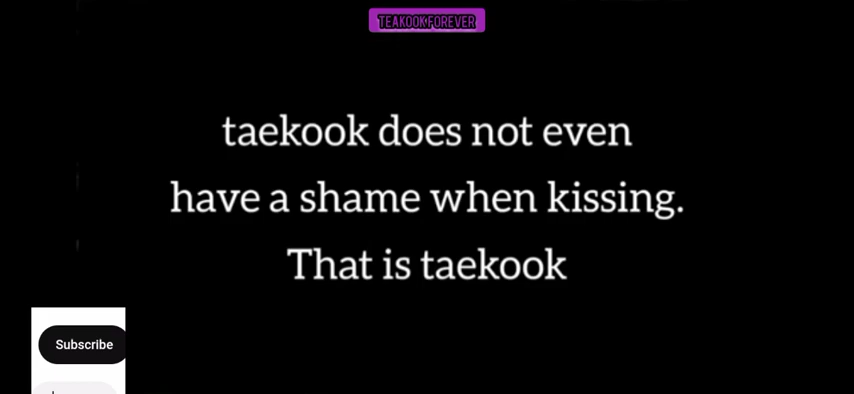 TEAKOOK FOREVER
taekook does not even
have a shame when kissing.
That is taekook
Subscribe